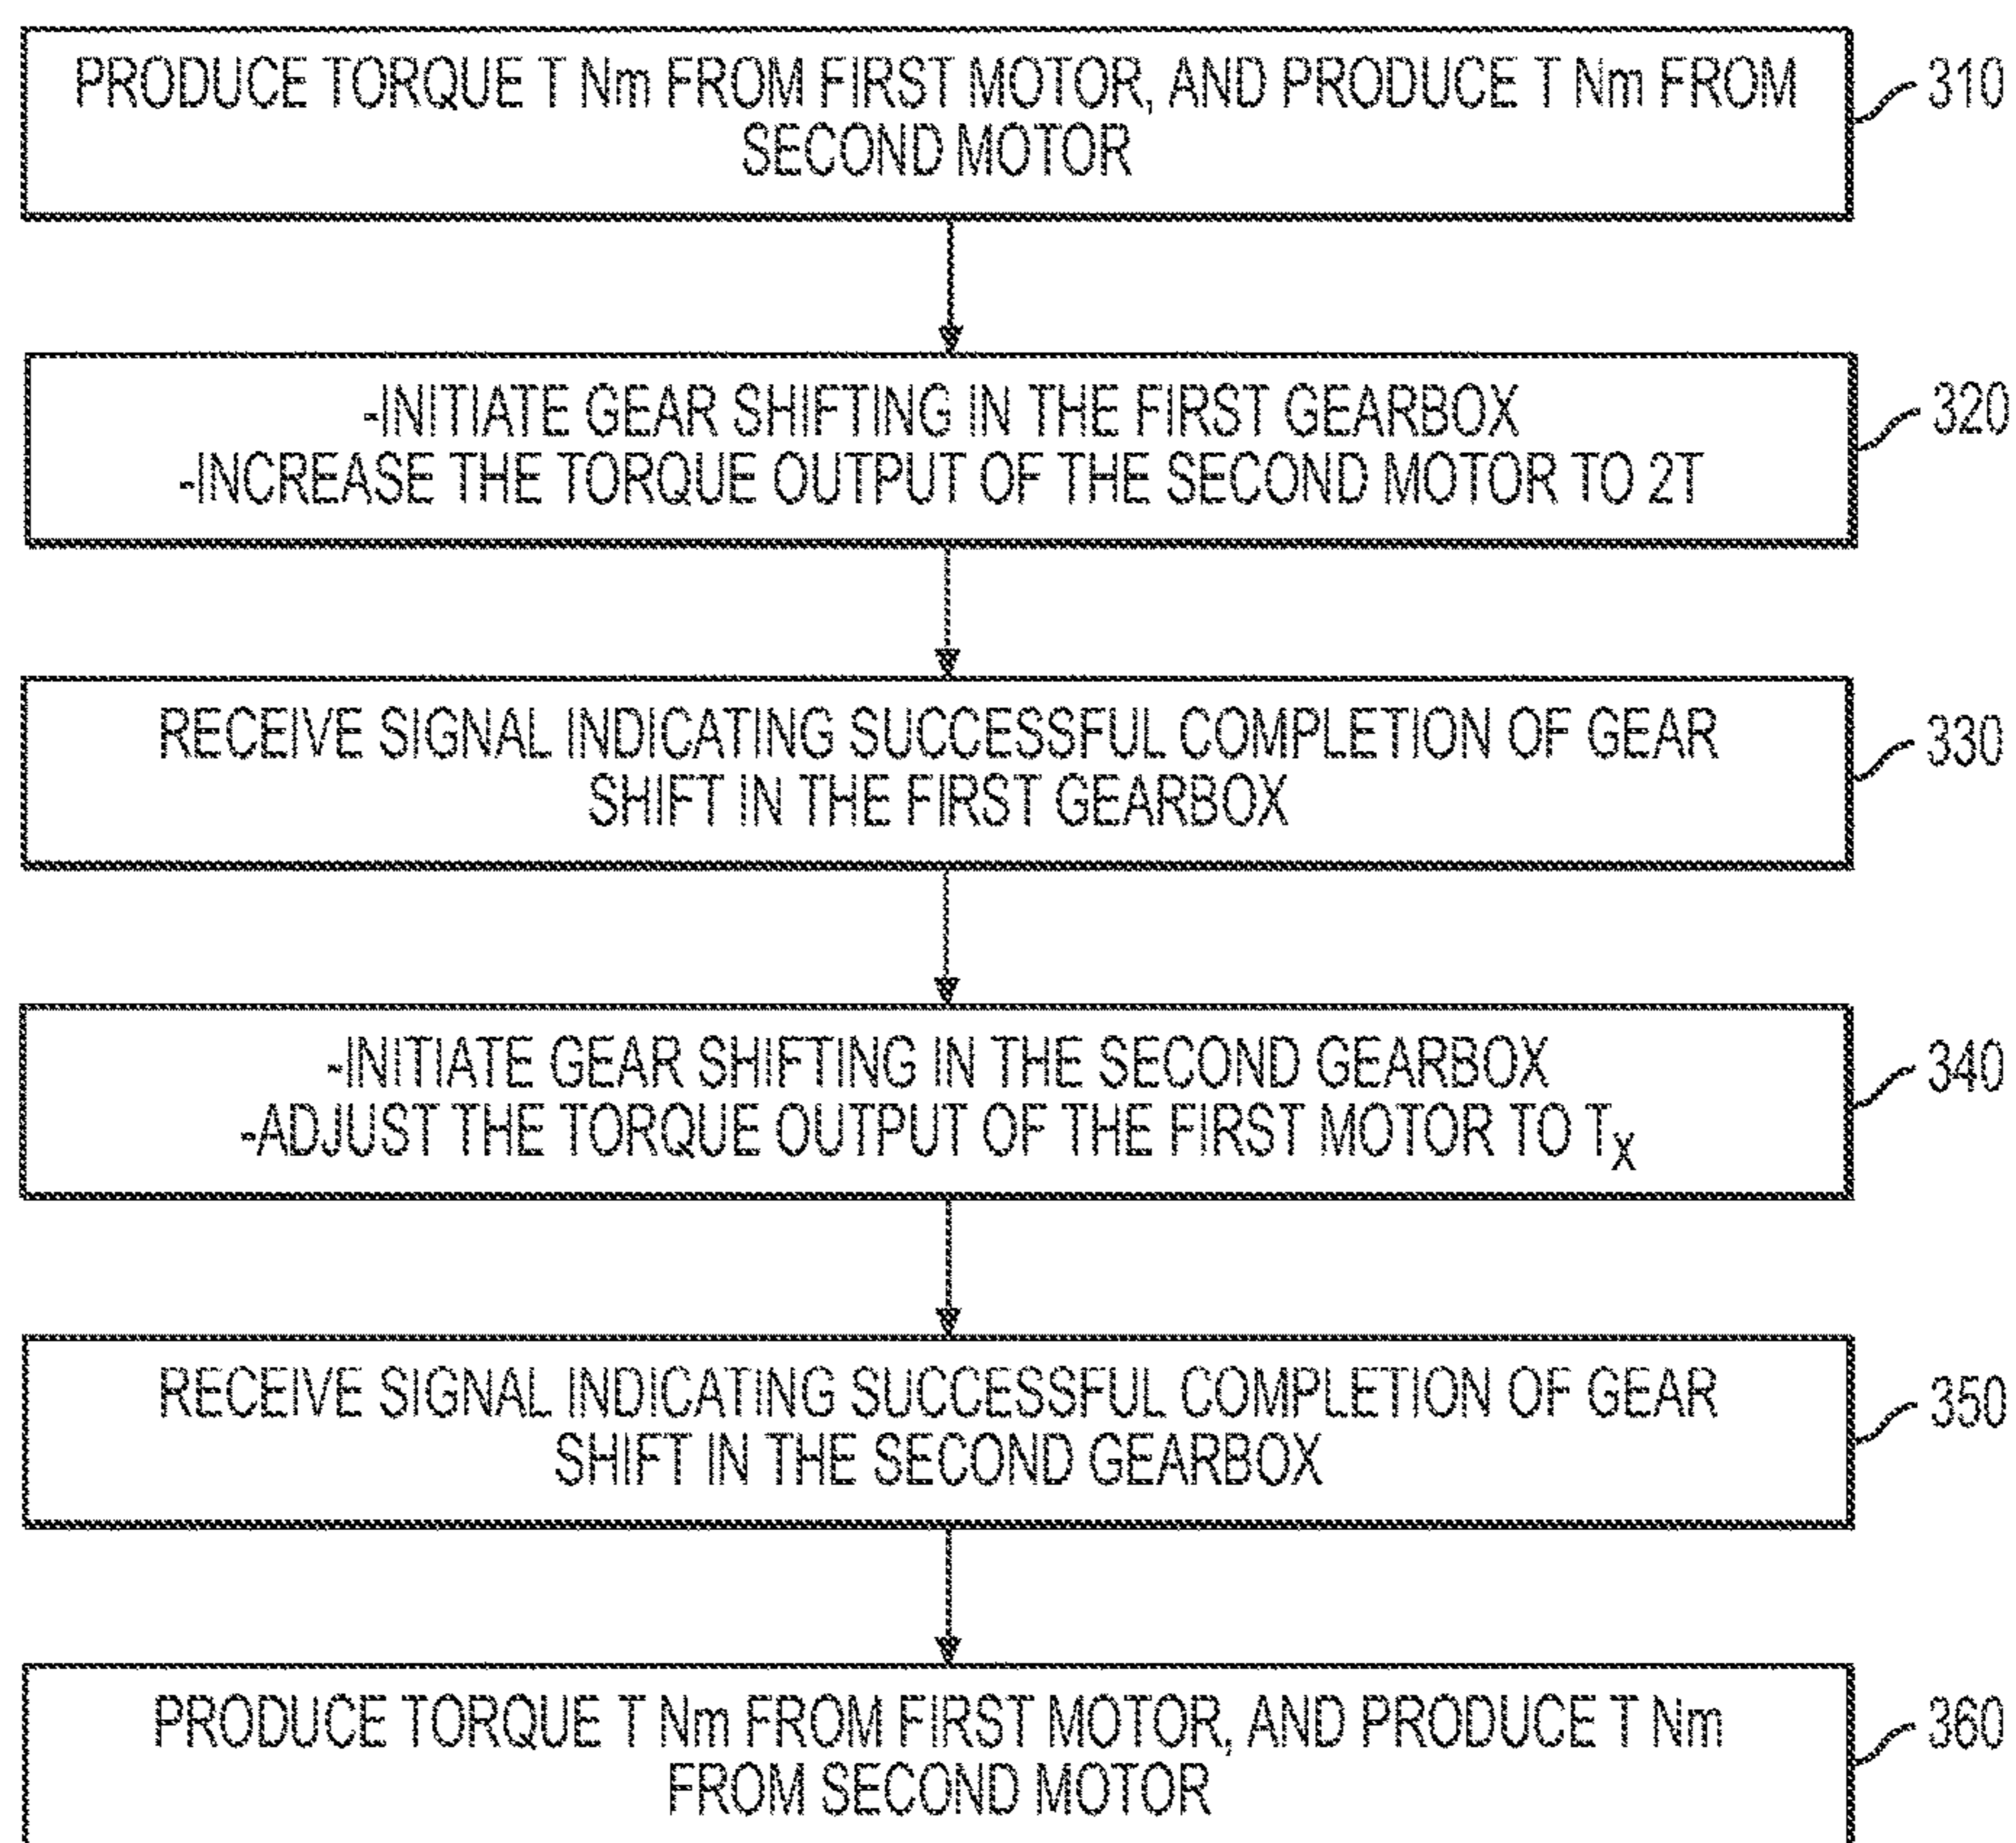 PRODUCE TORQUE T Nm FROM FIRST MOTOR, AND PRODUCE T Nm FROM
SECOND MOTOR
310
-INITIATE GEAR SHIFTING IN THE FIRST GEARBOX
-INCREASE THE TORQUE OUTPUT OF THE SECOND MOTOR TO 2T
320
RECEIVE SIGNAL INDICATING SUCCESSFUL COMPLETION OF GEAR
SHIFT IN THE FIRST GEARBOX
330
-INITIATE GEAR SHIFTING IN THE SECOND GEARBOX
-ADJUST THE TORQUE OUTPUT OF THE FIRST MOTOR TO TX
340
RECEIVE SIGNAL INDICATING SUCCESSFUL COMPLETION OF GEAR
SHIFT IN THE SECOND GEARBOX
350
PRODUCE TORQUE T Nm FROM FIRST MOTOR, AND PRODUCE T Nm
FROM SECOND MOTOR
360